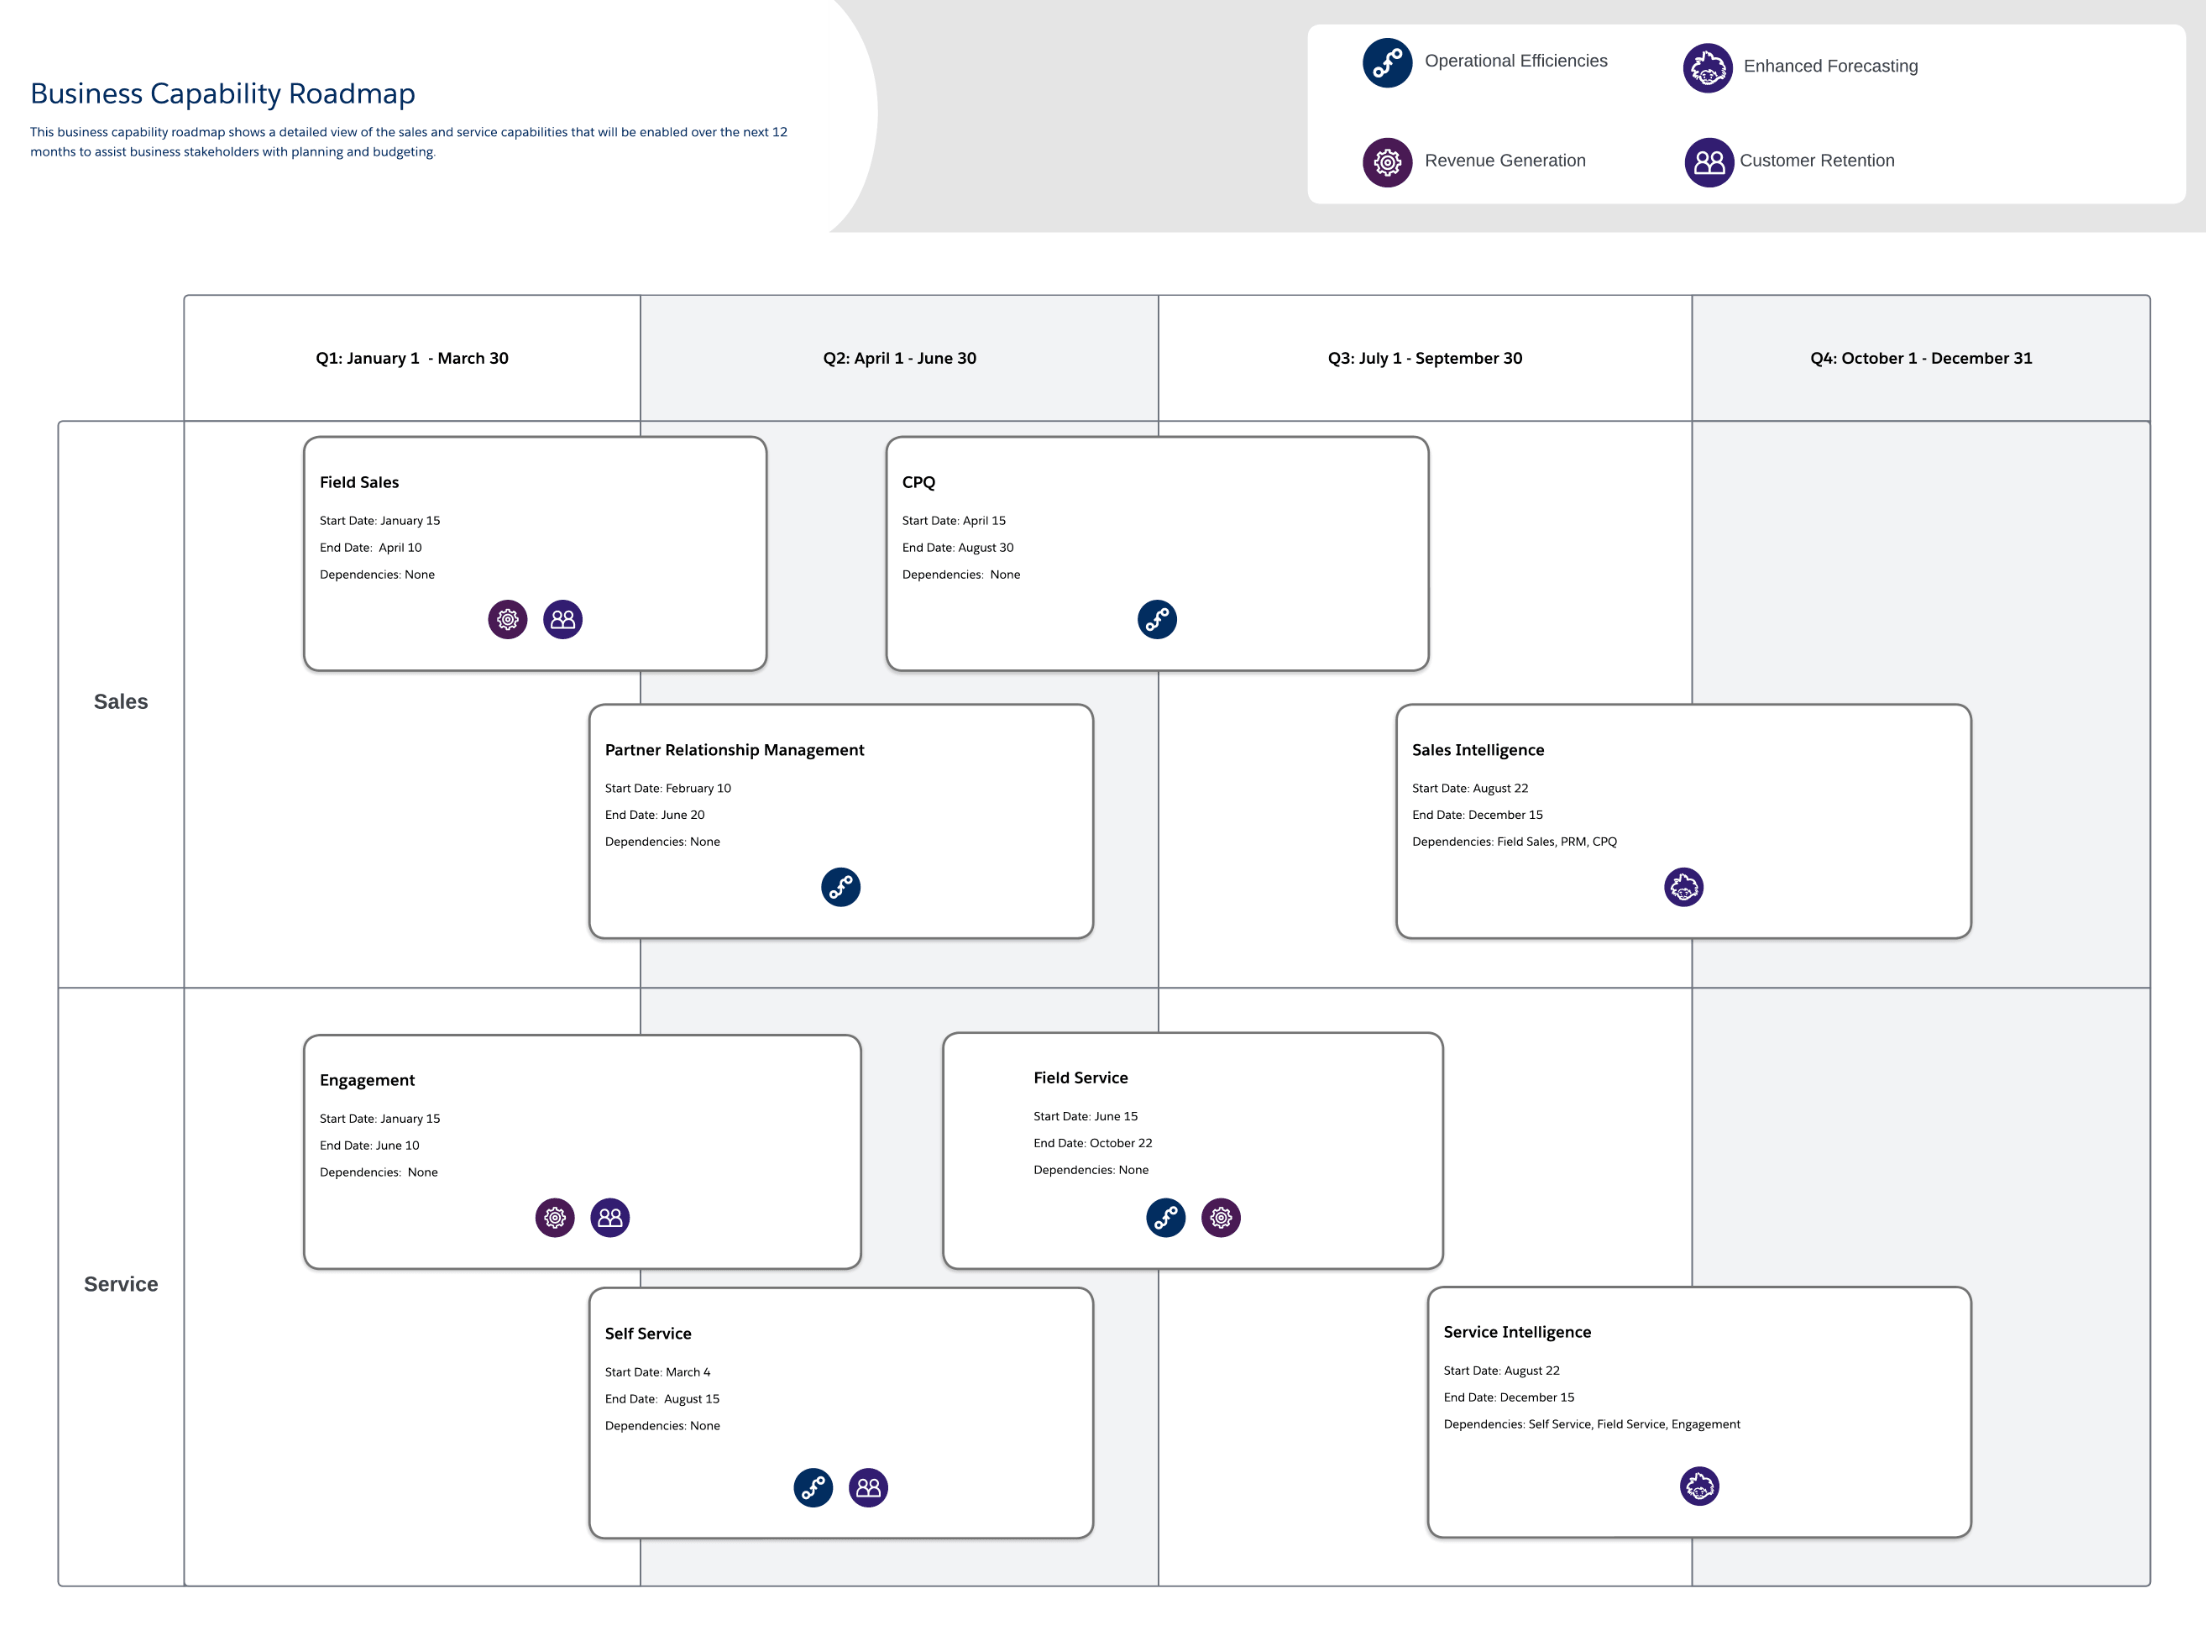 Business Capability Roadmap
This business capability roadmap shows a detailed view of the sales and service capabilities that will be enabled over the next 12
months to assist business stakeholders with planning and budgeting.
Operational Efficiencies
Enhanced Forecasting
Revenue Generation
Customer Retention
Q1: January 1  - March 30
Q2: April 1 - June 30
Q3: July 1 - September 30
Q4: October 1 - December 31
Sales
Field Sales
Start Date: January 15
End Date:  April 10
Dependencies: None
CPQ
Start Date: April 15
End Date: August 30
Dependencies:  None
Partner Relationship Management
Start Date: February 10
End Date: June 20
Dependencies: None
Sales Intelligence
Start Date: August 22
End Date: December 15
Dependencies: Field Sales, PRM, CPQ
Service
Engagement
Start Date: January 15
End Date: June 10
Dependencies:  None
Field Service
Start Date: June 15
End Date: October 22
Dependencies: None
Self Service
Start Date: March 4
End Date:  August 15
Dependencies: None
Service Intelligence
Start Date: August 22
End Date: December 15
Dependencies: Self Service, Field Service, Engagement